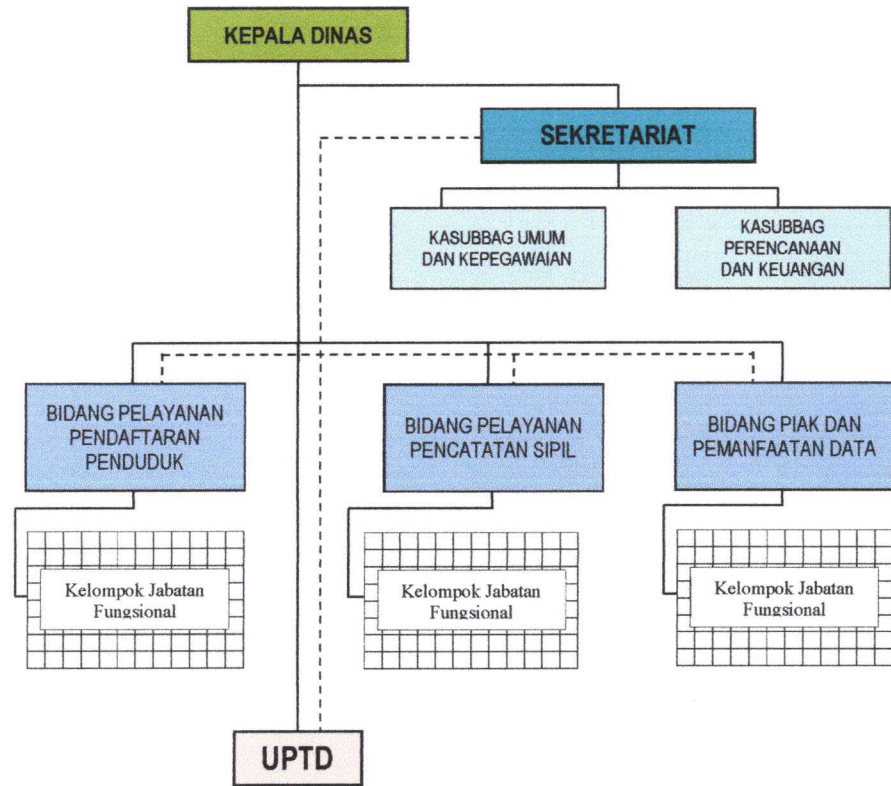 KEPALA DINAS
SEKRETARIAT
KASUBBAG UMUM
DAN KEPEGAWAIAN
KASUBBAG
PERENCANAAN
DAN KEUANGAN
BIDANG PELAYANAN
PENDAFTARAN
PENDUDUK
BIDANG PELAYANAN
PENCATATAN SIPIL
BIDANG PIAK DAN
PEMANFAATAN DATA
Kelompok Jabatan
Fungsional
Kelompok Jabatan
Fungsional
Kelompok Jabatan
Fungsional
UPTD